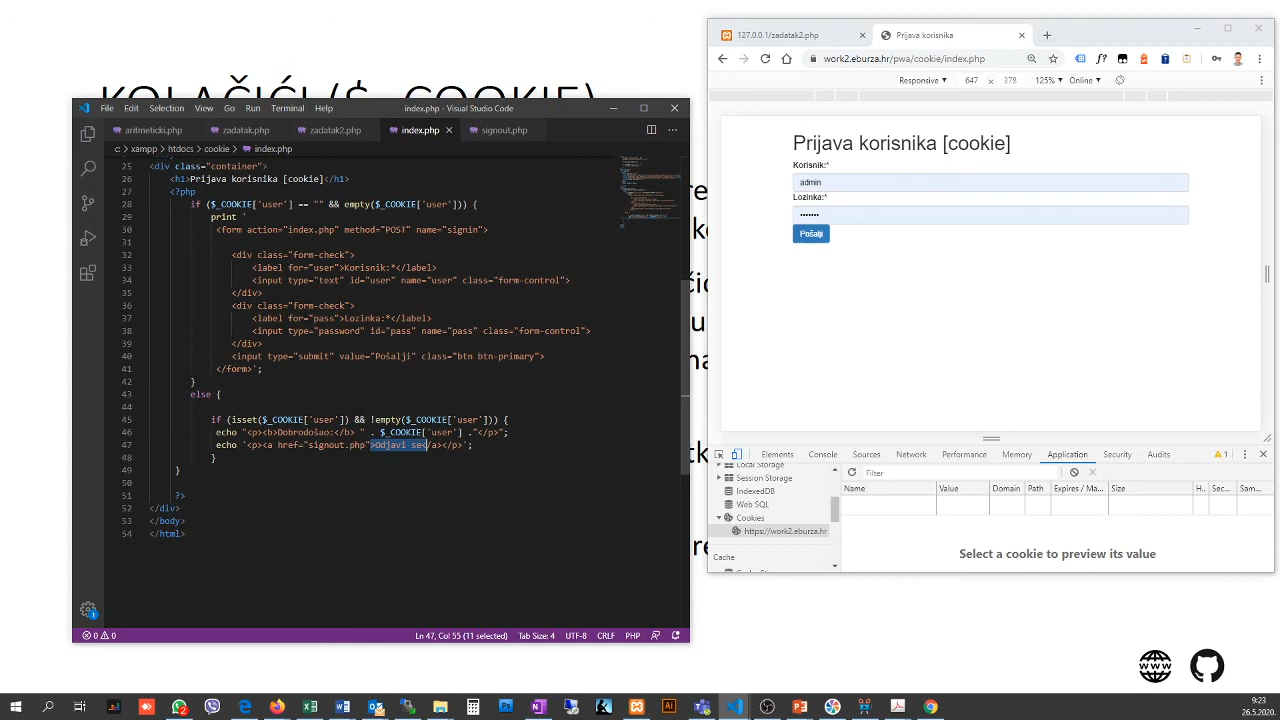 KOLAČIĆI ($_COOKIE)
File Edit Selection View Go Run Terminal Help
index.php - Visual Studio Code
aritmeticki.php zadatak.php zadatak2.php index.php signout.php
c: > xampp > htdocs > cookie > index.php
25 <div class="container">
26 <h1>Prijava korisnika [cookie]</h1>
27 <?php
28 if ($_COOKIE['user'] == "" && empty($_COOKIE['user'])) {
29 print '
30 <form action="index.php" method="POST" name="signin">
31
32 <div class="form-check">
33 <label for="user">Korisnik:*</label>
34 <input type="text" id="user" name="user" class="form-control">
35 </div>
36 <div class="form-check">
37 <label for="pass">Lozinka:*</label>
38 <input type="password" id="pass" name="pass" class="form-control">
39 </div>
40 <input type="submit" value="Pošalji" class="btn btn-primary">
41 </form>';
42 }
43 else {
44
45 if (isset($_COOKIE['user']) && !empty($_COOKIE['user'])) {
46 echo "<p><b>Dobrodošao:</b> " . $_COOKIE['user'] ."</p>";
47 echo '<p><a href="signout.php">Odjavi se</a></p>';
48 }
49 }
50
51 ?>
52 </div>
53 </body>
54 </html>
0 0
Ln 47, Col 55 (11 selected) Tab Size: 4 UTF-8 CRLF PHP
127.0.0.1/zadatak2.php
Prijava korisnika
work2.eburza.hr/pwa/cookie/index.php
Responsive 647 × 378 125% Online
Prijava korisnika [cookie]
Korisnik:*
admin
Lozinka:*
•••••••
Pošalji
Elements Console Sources Network Performance Memory Application Security Audits 1
Local Storage
Session Storage
IndexedDB
Web SQL
Cookies
https://work2.eburza.hr
Cache
Filter
Name Value Domain Path Expires / Ma... Size H. Sec... Sam...
Select a cookie to preview its value
WWW
9:23
26.5.2020.